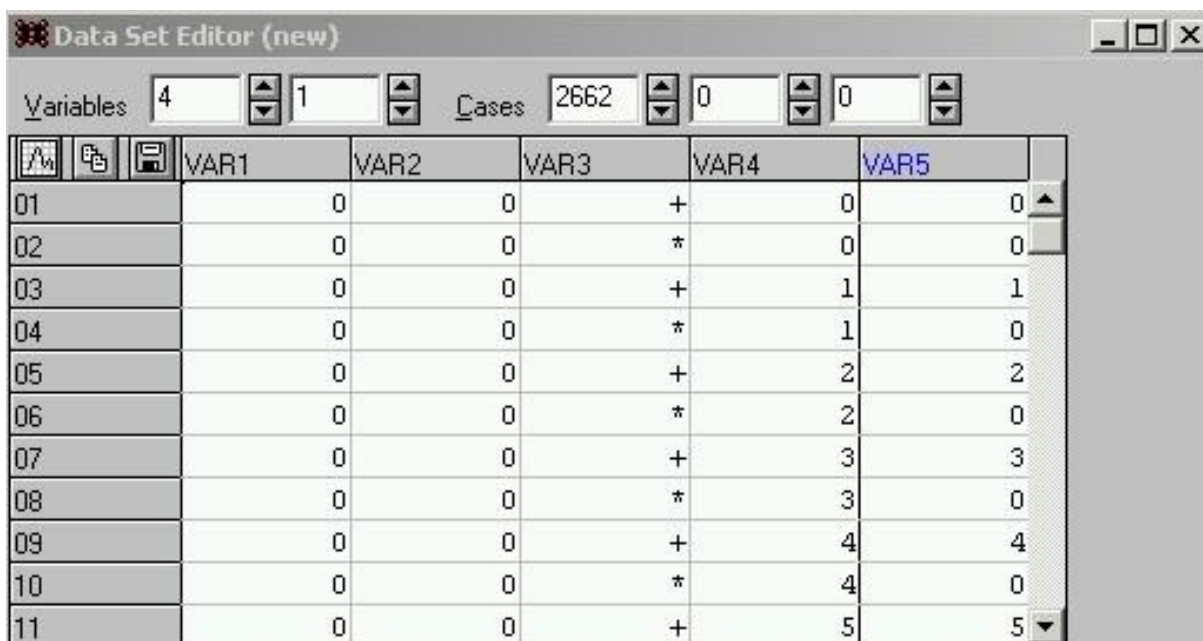 Data Set Editor (new)
Variables 4 1 Cases 2662 0 0
VAR1 VAR2 VAR3 VAR4 VAR5
01 0 0 + 0 0
02 0 0 * 0 0
03 0 0 + 1 1
04 0 0 * 1 0
05 0 0 + 2 2
06 0 0 * 2 0
07 0 0 + 3 3
08 0 0 * 3 0
09 0 0 + 4 4
10 0 0 * 4 0
11 0 0 + 5 5